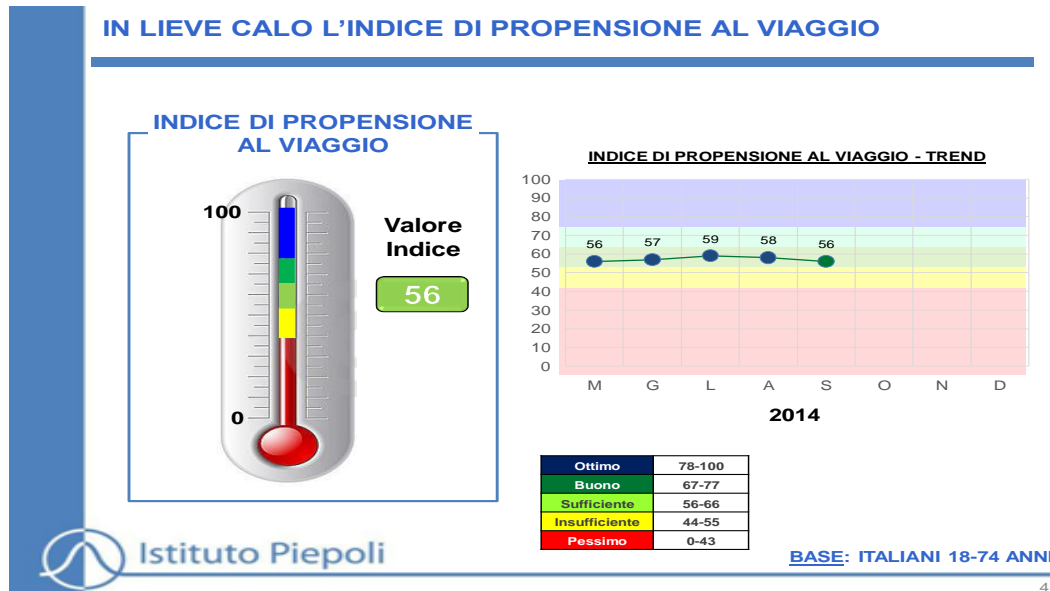 IN LIEVE CALO L’INDICE DI PROPENSIONE AL VIAGGIO
INDICE DI PROPENSIONE
AL VIAGGIO
100
0
Valore
Indice
56
INDICE DI PROPENSIONE AL VIAGGIO - TREND
100
90
80
70
60
50
40
30
20
10
0
56 57 59 58 56
M G L A S O N D
2014
Ottimo 78-100
Buono 67-77
Sufficiente 56-66
Insufficiente 44-55
Pessimo 0-43
Istituto Piepoli
BASE: ITALIANI 18-74 ANNI
4